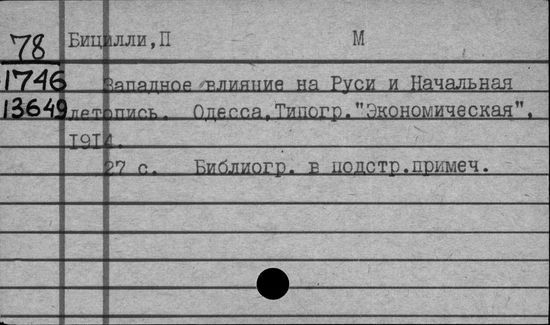 78 Бицилли,П М
1746 Западное влияние на Руси и Начальная
13649 летопись. Одесса,Типогр."Экономическая",
1914.
27 с. Библиогр. в подстр.примеч.